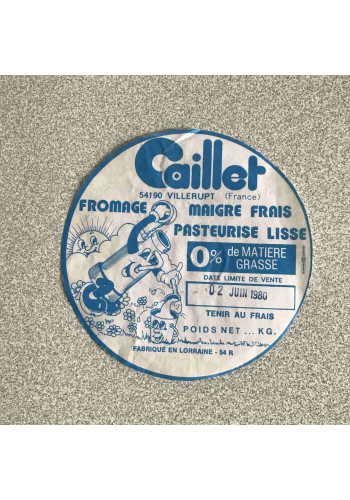 Caillet
54190 VILLERUPT (France)
FROMAGE MAIGRE FRAIS
PASTEURISE LISSE
0% de MATIERE
GRASSE
DATE LIMITE DE VENTE
02 JUIN 1980
TENIR AU FRAIS
POIDS NET ... KG.
FABRIQUÉ EN LORRAINE - 54 R